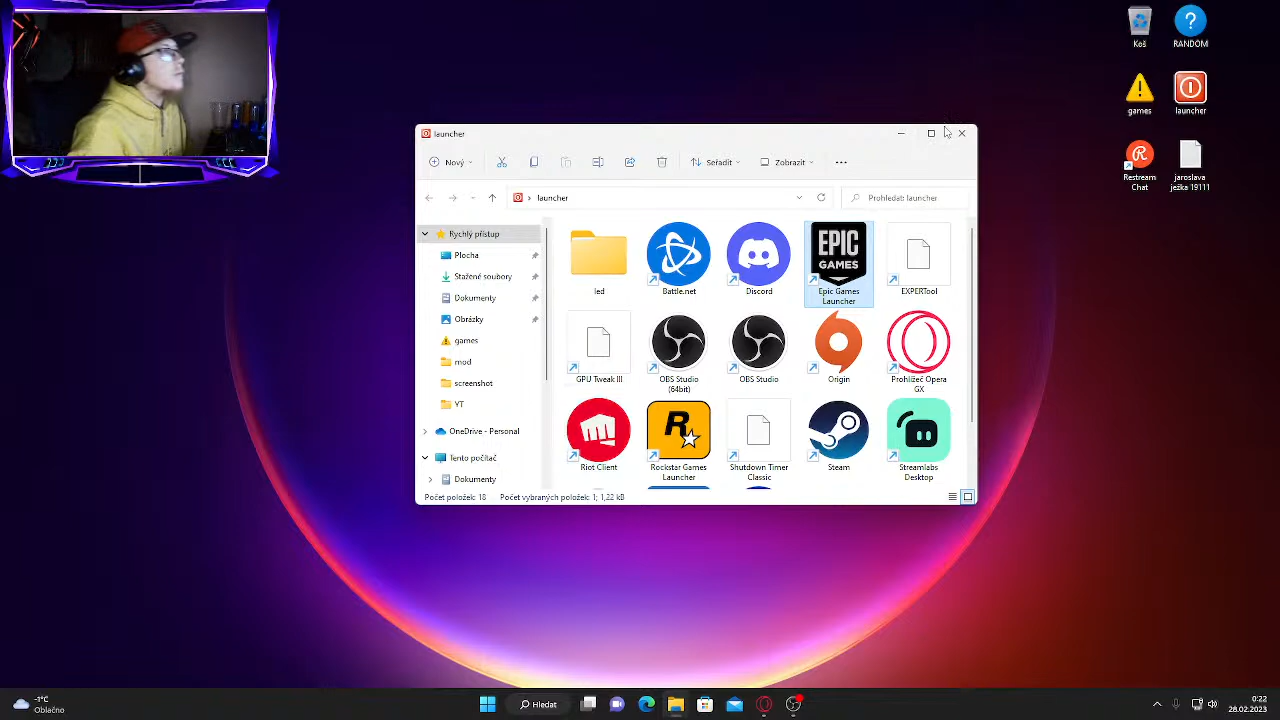 Koš
RANDOM
games
launcher
Restream
Chat
jaroslava
ježka 19111
launcher
Nový
Seřadit
Zobrazit
launcher
Prohledat: launcher
Rychlý přístup
Plocha
Stažené soubory
Dokumenty
Obrázky
games
mod
screenshot
YT
OneDrive - Personal
Tento počítač
Dokumenty
led
Battle.net
Discord
EPIC
GAMES
Epic Games
Launcher
EXPERTool
GPU Tweak III
OBS Studio
(64bit)
OBS Studio
Origin
Prohlížeč Opera
GX
Riot Client
Rockstar Games
Launcher
Shutdown Timer
Classic
Steam
Streamlabs
Desktop
Počet položek: 18
Počet vybraných položek: 1; 1,22 kB
-1°C
Oblačno
Hledat
0:22
28.02.2023